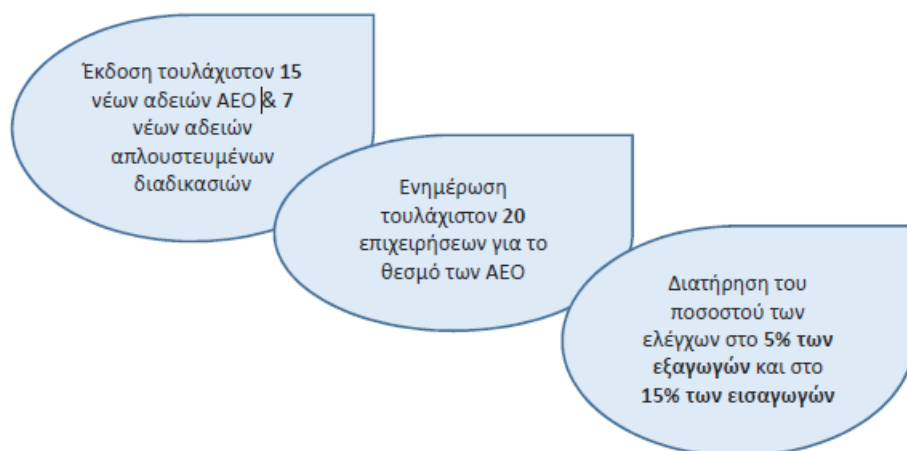 Έκδοση τουλάχιστον 15
νέων αδειών ΑΕΟ & 7
νέων αδειών
απλουστευμένων
διαδικασιών
Ενημέρωση
τουλάχιστον 20
επιχειρήσεων για το
θεσμό των ΑΕΟ
Διατήρηση του
ποσοστού των
ελέγχων στο 5% των
εξαγωγών και στο
15% των εισαγωγών